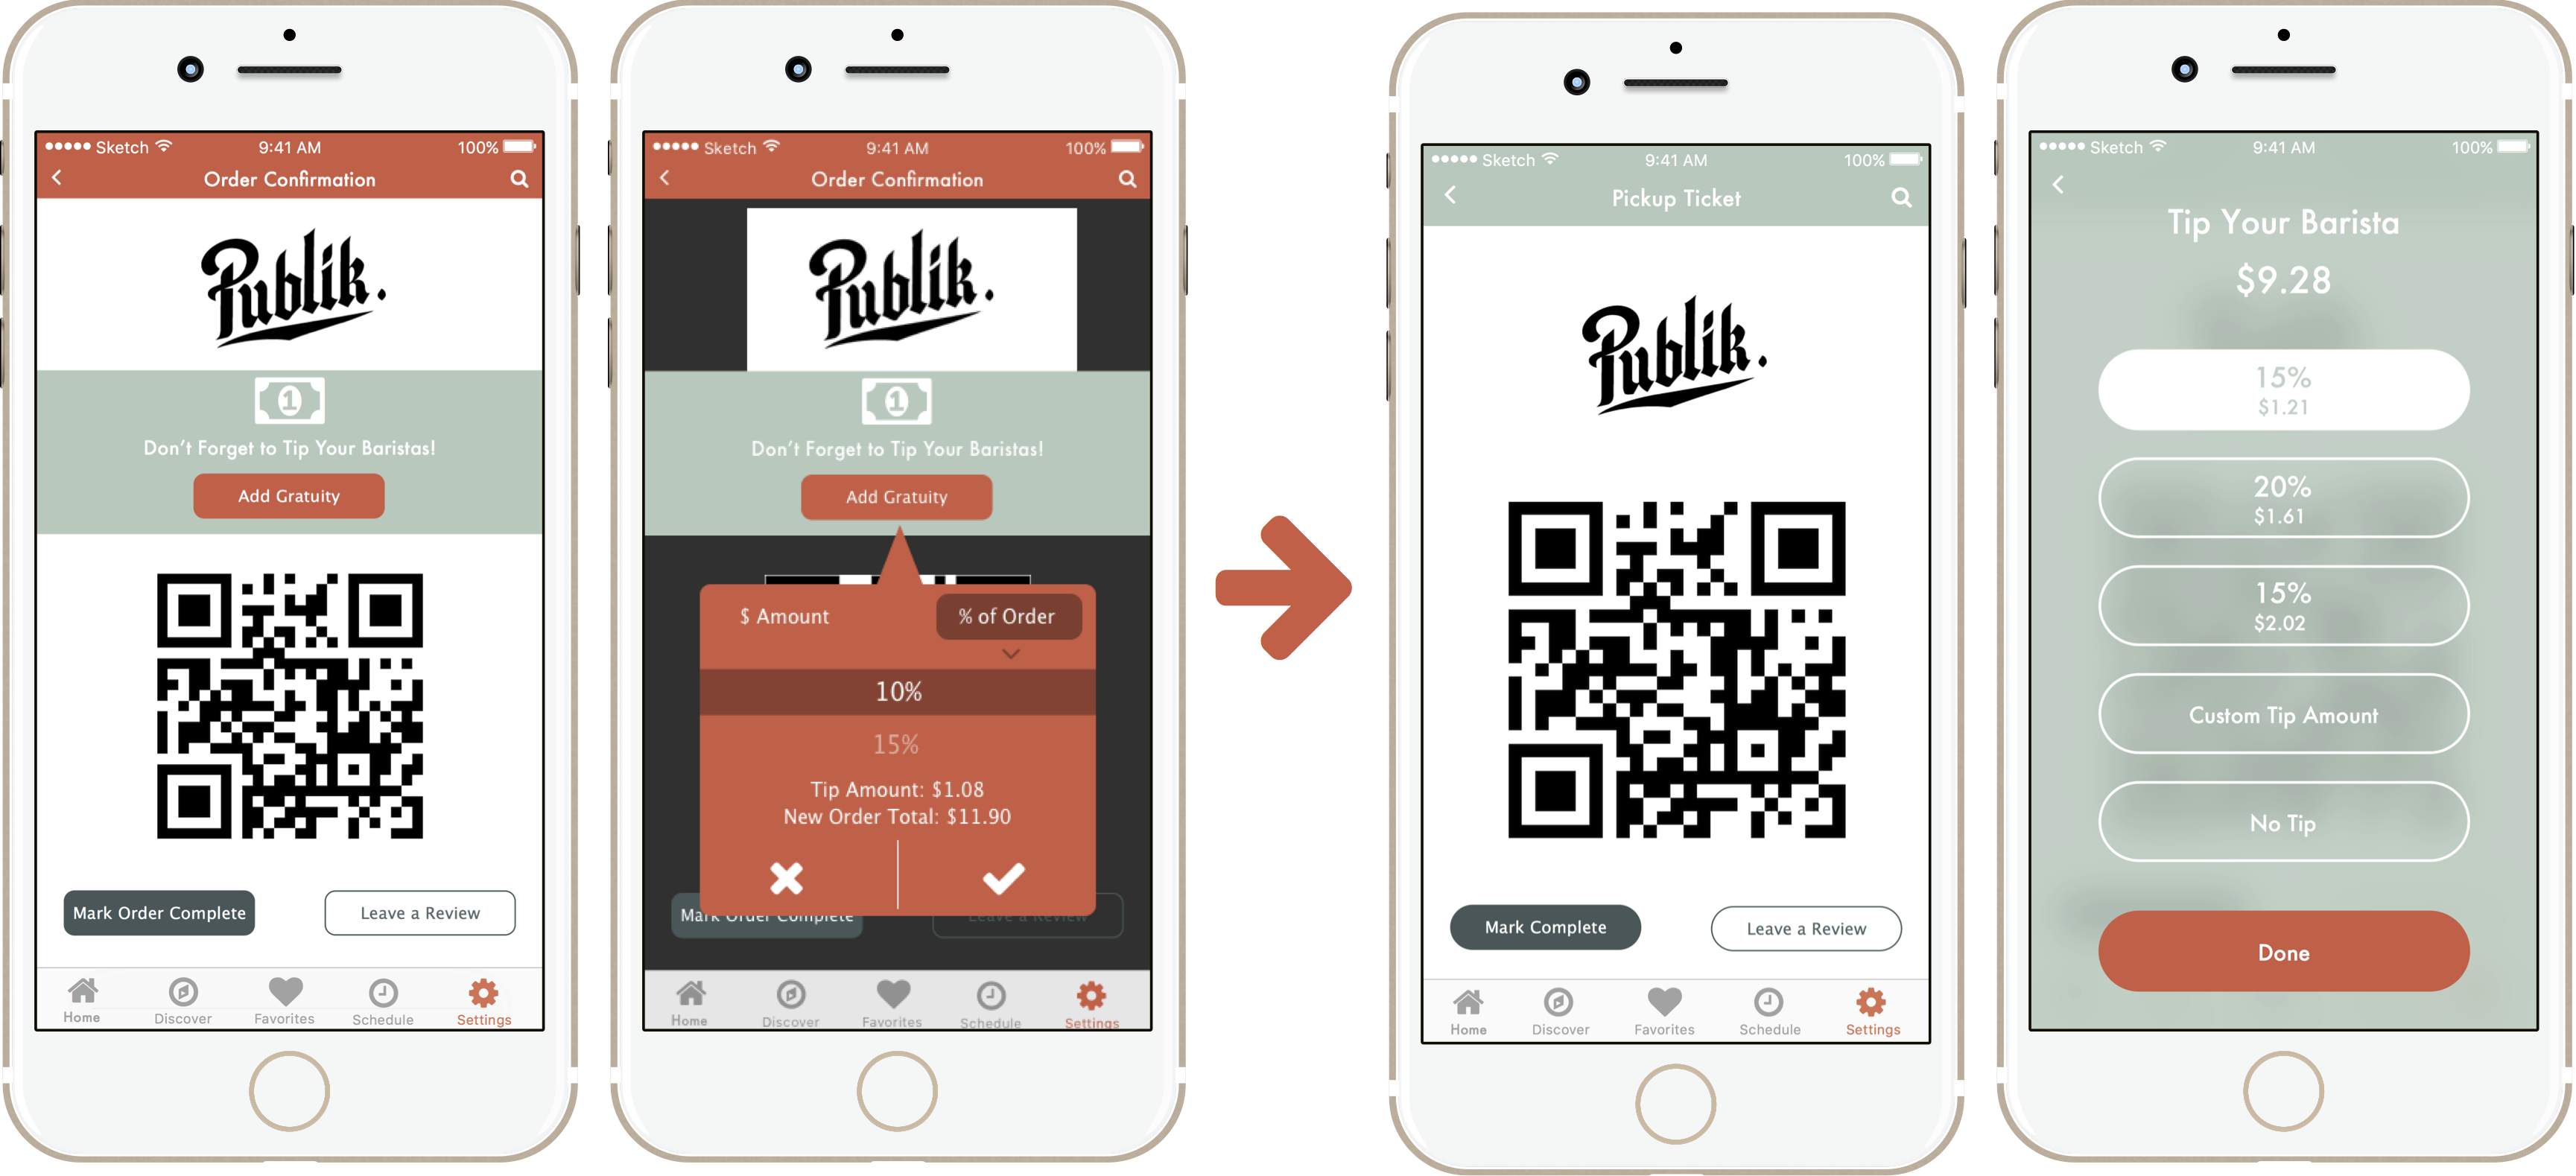 Sketch 9:41 AM 100%
Order Confirmation
Publik.
1
Don't Forget to Tip Your Baristas!
Add Gratuity
Mark Order Complete Leave a Review
Home Discover Favorites Schedule Settings
Sketch 9:41 AM 100%
Order Confirmation
Publik.
1
Don't Forget to Tip Your Baristas!
Add Gratuity
$ Amount % of Order
10%
15%
Tip Amount: $1.08
New Order Total: $11.90
Mark Order Complete Leave a Review
Home Discover Favorites Schedule Settings
Sketch 9:41 AM 100%
Pickup Ticket
Publik.
Mark Complete Leave a Review
Home Discover Favorites Schedule Settings
Sketch 9:41 AM 100%
Tip Your Barista
$9.28
15%
$1.21
20%
$1.61
15%
$2.02
Custom Tip Amount
No Tip
Done